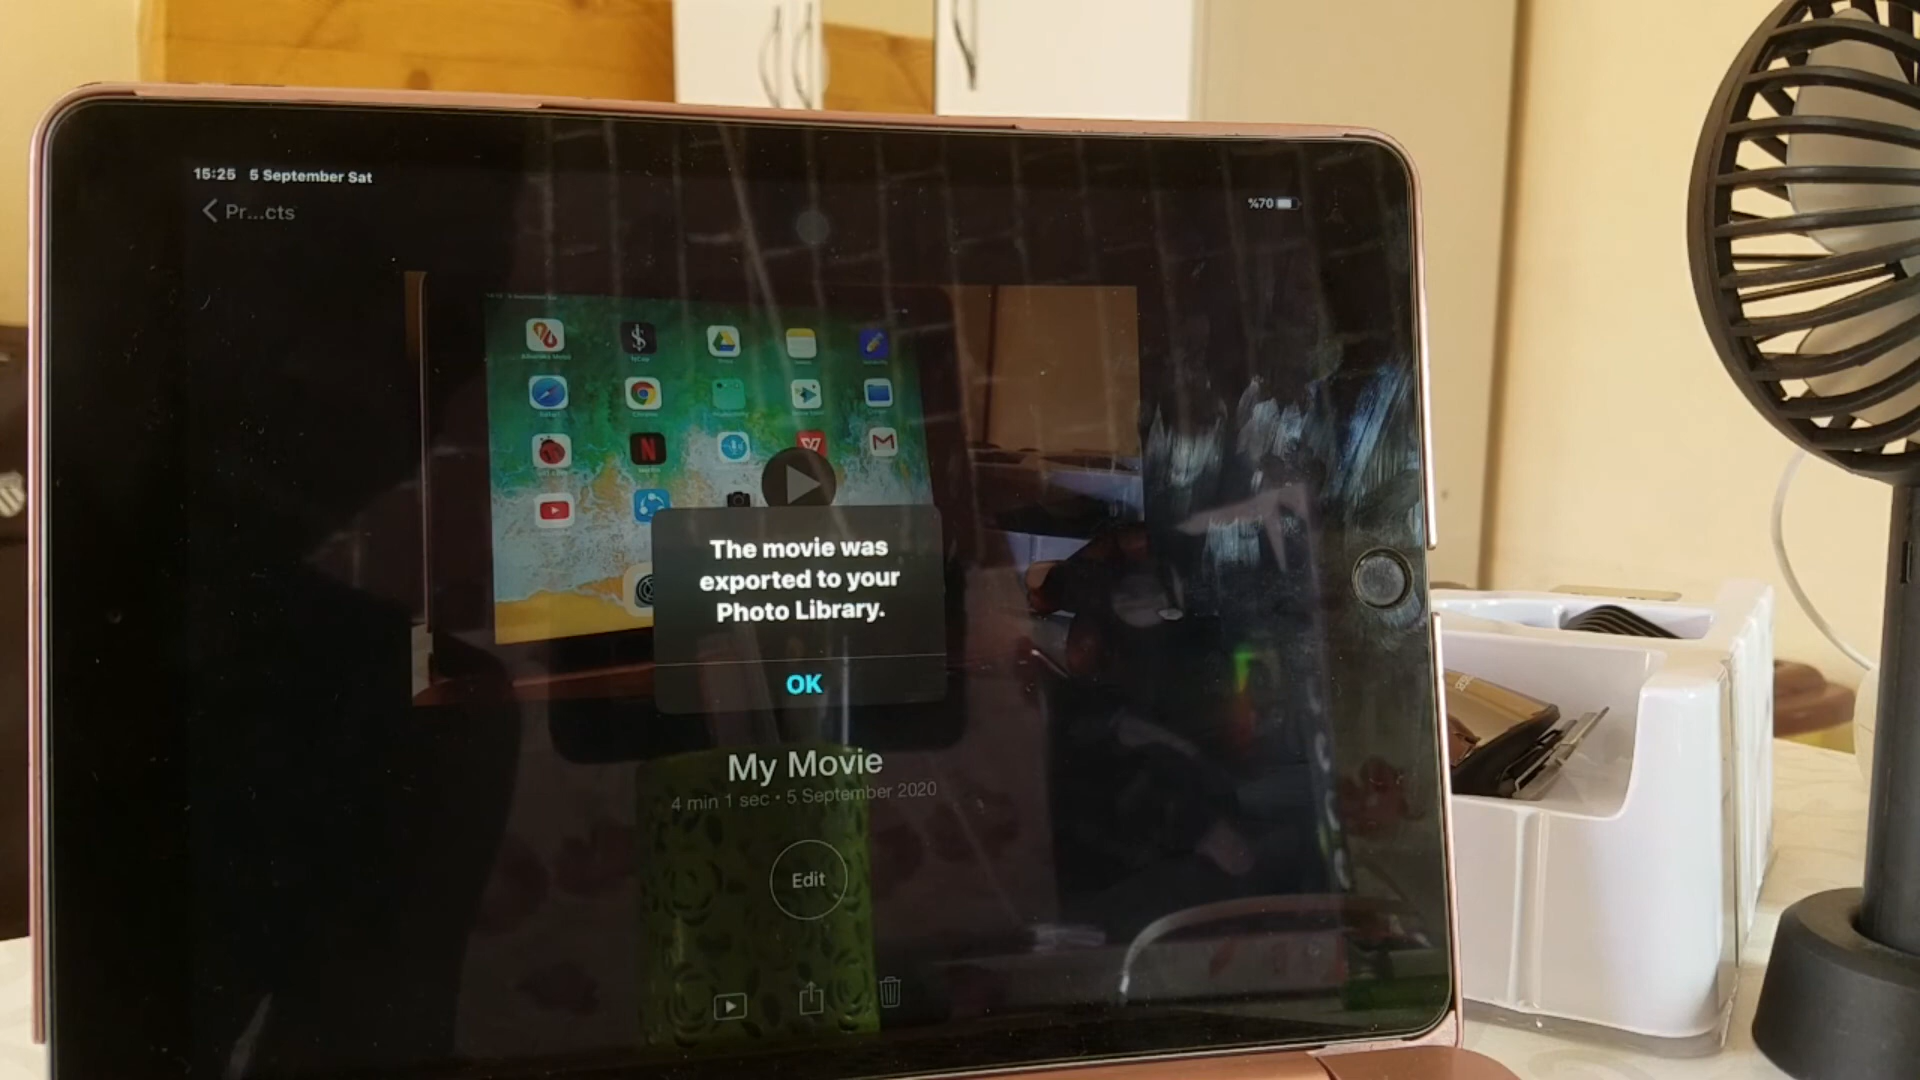 15:25 5 September Sat
%70
Pr...cts
The movie was
exported to your
Photo Library.
OK
My Movie
4 min 1 sec • 5 September 2020
Edit